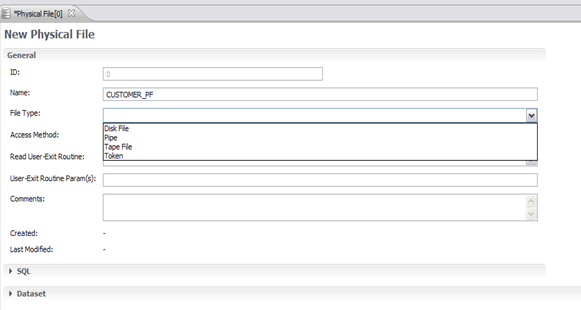 *Physical File[0]
New Physical File
General
ID: 0
Name: CUSTOMER_PF
File Type:
Disk File
Access Method:
Pipe
Tape File
Read User-Exit Routine: Token
User-Exit Routine Param(s):
Comments:
Created: -
Last Modified: -
SQL
Dataset